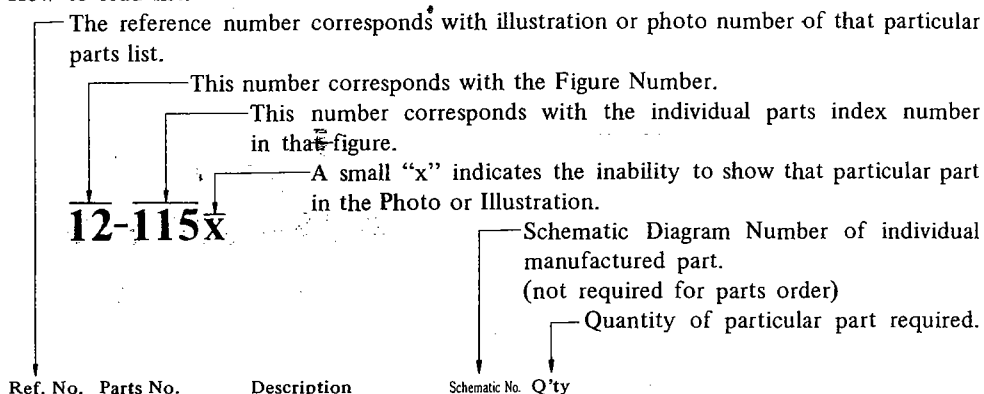 The reference number corresponds with illustration or photo number of that particular
parts list.
This number corresponds with the Figure Number.
This number corresponds with the individual parts index number
in that figure.
A small “x” indicates the inability to show that particular part
in the Photo or Illustration.
12-115x
Schematic Diagram Number of individual
manufactured part.
(not required for parts order)
Quantity of particular part required.
Ref. No. Parts No. Description Schematic No. Q'ty